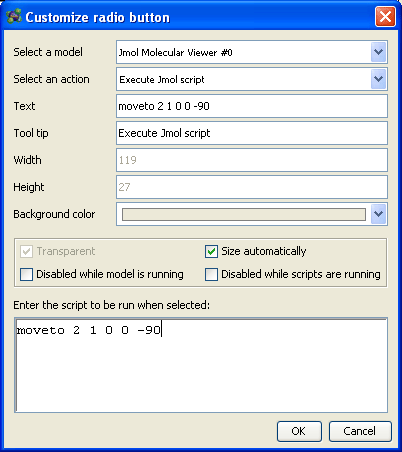 Customize radio button
Select a model Jmol Molecular Viewer #0
Select an action Execute Jmol script
Text moveto 2 1 0 0 -90
Tool tip Execute Jmol script
Width 119
Height 27
Background color
Transparent Size automatically
Disabled while model is running Disabled while scripts are running
Enter the script to be run when selected:
moveto 2 1 0 0 -90
OK Cancel